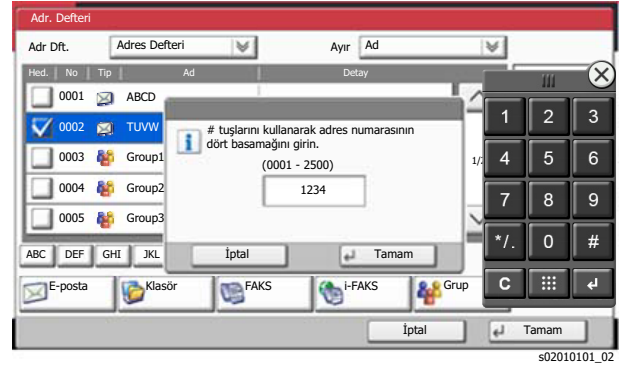 Adr. Defteri
Adr Dft. Adres Defteri Ayır Ad
Hed. No Tip Ad Detay
0001 ABCD
0002 TUVW
0003 Group1
0004 Group2
0005 Group3
# tuşlarını kullanarak adres numarasının
dört basamağını girin.
(0001 - 2500)
1234
İptal Tamam
ABC DEF GHI JKL
E-posta Klasör FAKS i-FAKS Grup
İptal Tamam
1 2 3
4 5 6
7 8 9
*/. 0 #
C
s02010101_02